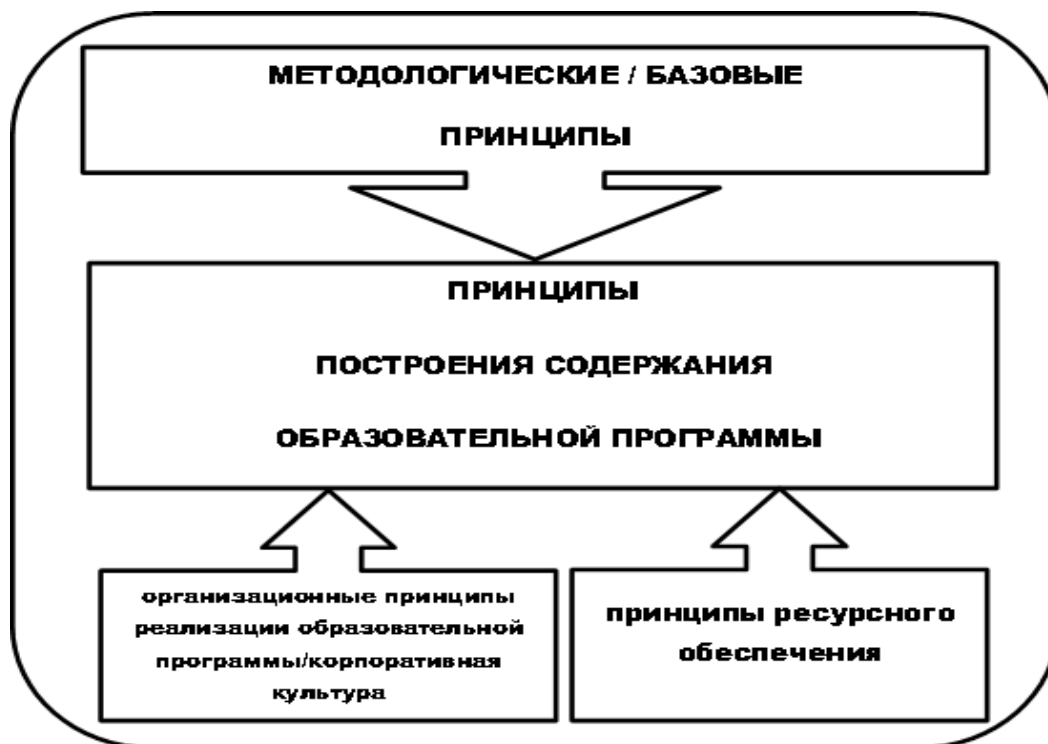 МЕТОДОЛОГИЧЕСКИЕ / БАЗОВЫЕ
ПРИНЦИПЫ
ПРИНЦИПЫ
ПОСТРОЕНИЯ СОДЕРЖАНИЯ
ОБРАЗОВАТЕЛЬНОЙ ПРОГРАММЫ
организационные принципы
реализации образовательной
программы/корпоративная
культура
принципы ресурсного
обеспечения